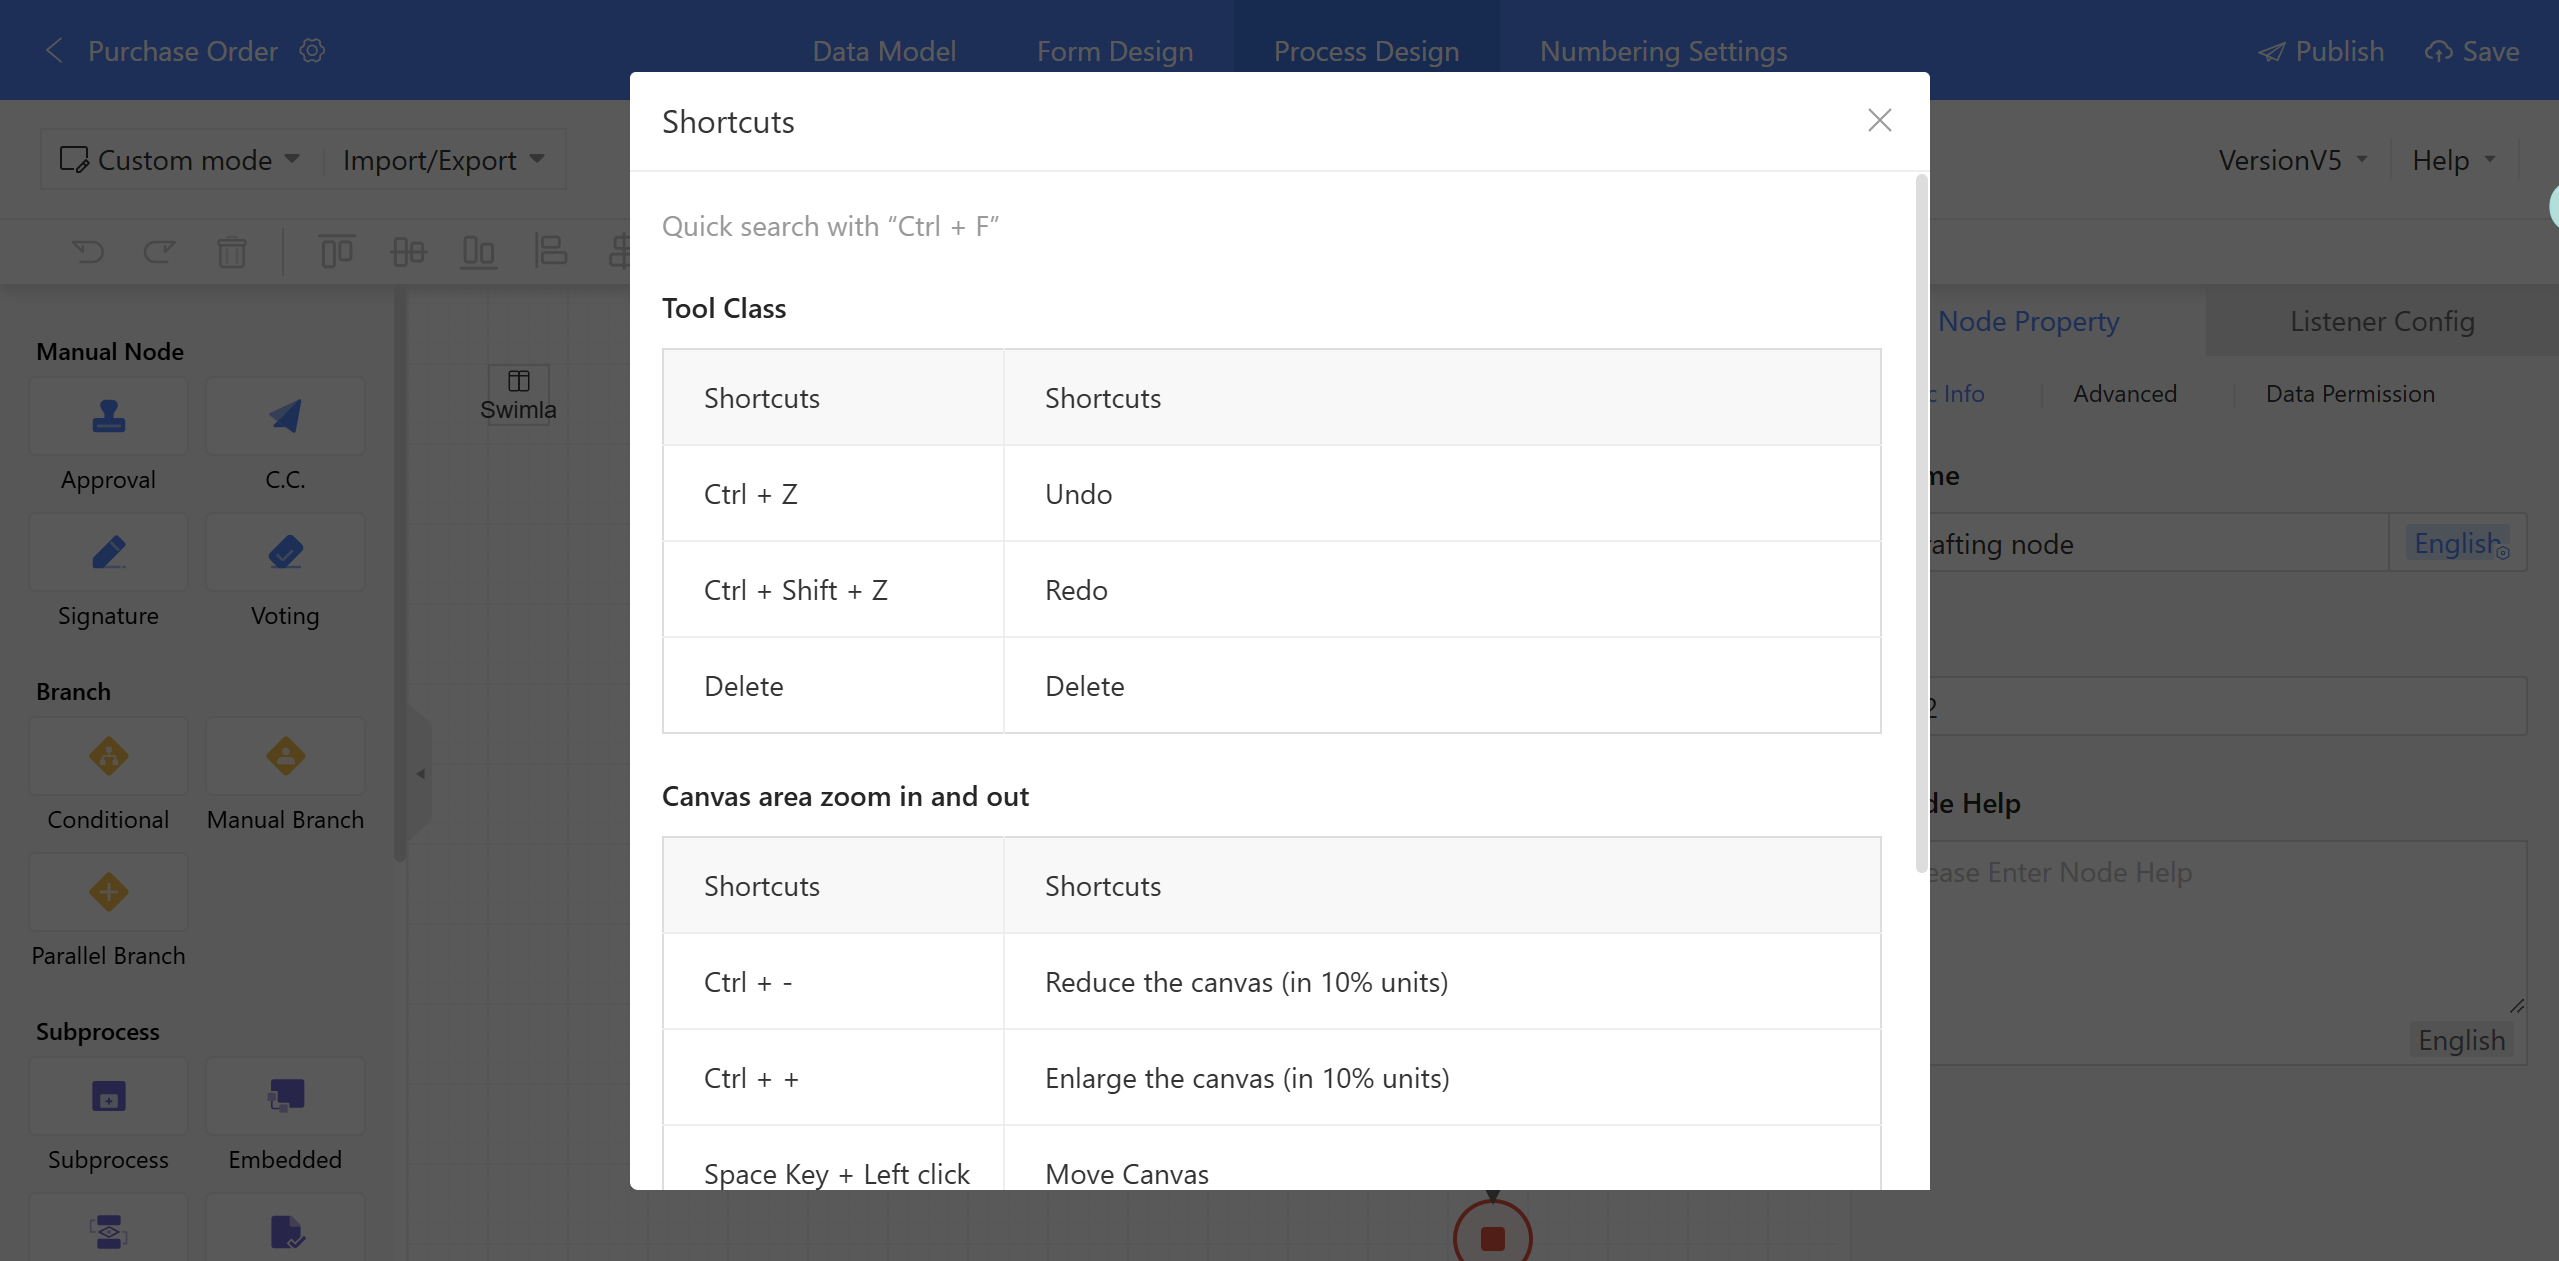 Purchase Order
Data Model
Form Design
Process Design
Numbering Settings
Publish
Save
Custom mode
Import/Export
VersionV5
Help
Shortcuts
Quick search with “Ctrl + F”
Tool Class
Shortcuts Shortcuts
Ctrl + Z Undo
Ctrl + Shift + Z Redo
Delete Delete
Canvas area zoom in and out
Shortcuts Shortcuts
Ctrl + - Reduce the canvas (in 10% units)
Ctrl + + Enlarge the canvas (in 10% units)
Space Key + Left click Move Canvas
Manual Node
Approval C.C.
Signature Voting
Branch
Conditional Manual Branch
Parallel Branch
Subprocess
Subprocess Embedded
Swimla
Node Property
Listener Config
Info
Advanced
Data Permission
node
English
2
Help
Enter Node Help
English